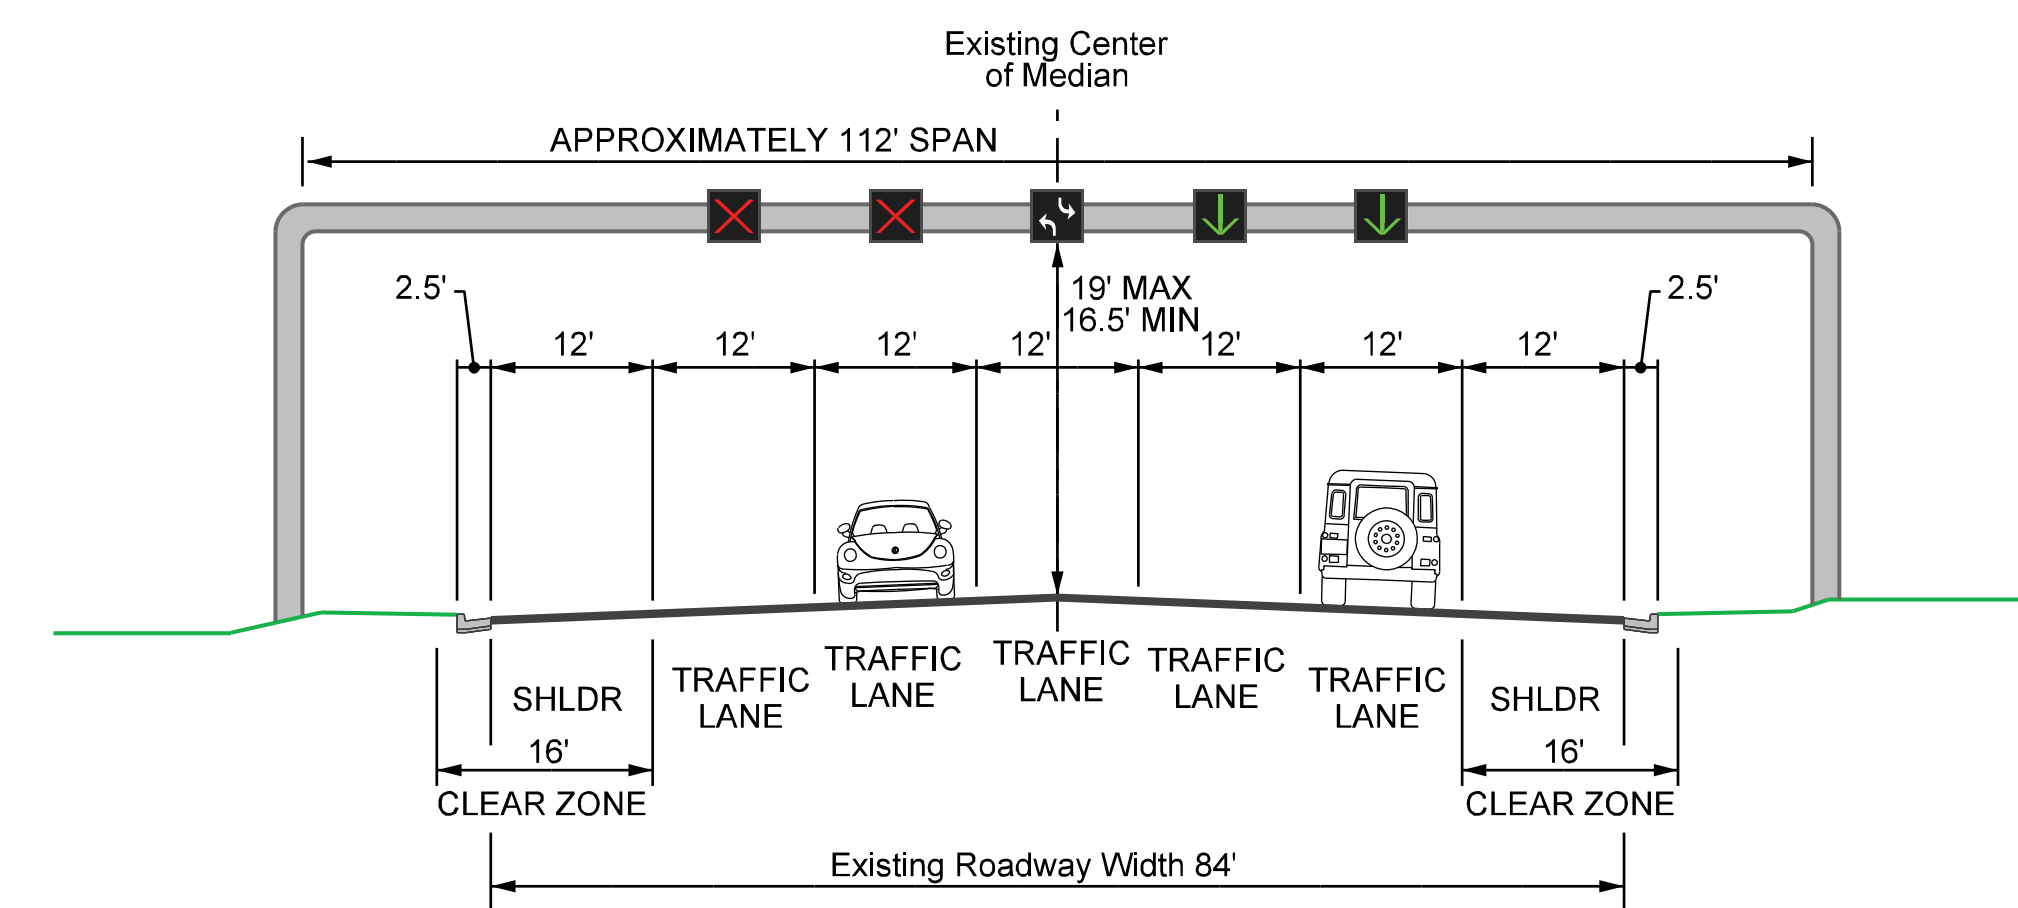 Existing Center
of Median
APPROXIMATELY 112' SPAN
2.5'
19' MAX
16.5' MIN
2.5'
12'
12'
12'
12'
12'
12'
12'
TRAFFIC
LANE
TRAFFIC
LANE
TRAFFIC
LANE
TRAFFIC
LANE
TRAFFIC
LANE
SHLDR
SHLDR
16'
16'
CLEAR ZONE
CLEAR ZONE
Existing Roadway Width 84'